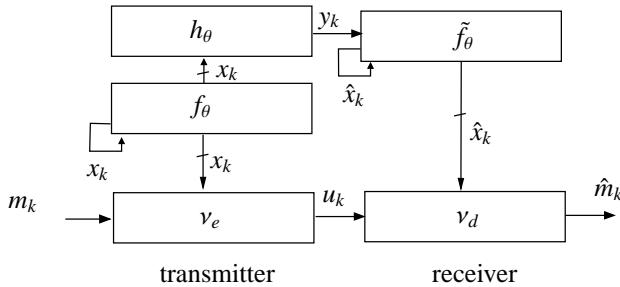 h_θ
y_k
f̃_θ
x_k
x̂_k
f_θ
x_k
x_k
x̂_k
m_k
ν_e
u_k
ν_d
m̂_k
transmitter
receiver